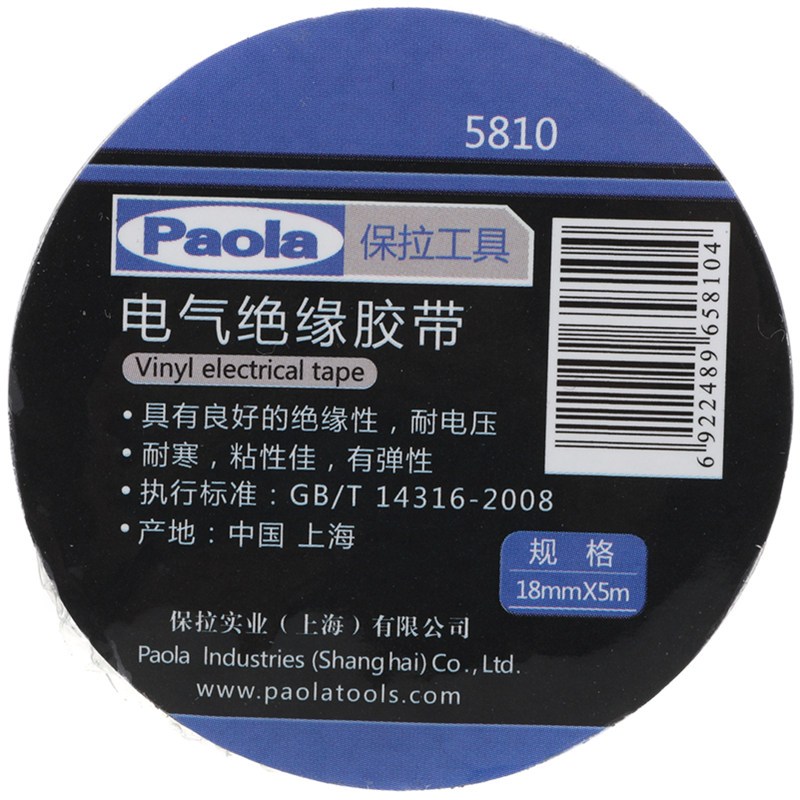 5810
Paola 保拉工具
电气绝缘胶带
Vinyl electrical tape
• 具有良好的绝缘性，耐电压
• 耐寒，粘性佳，有弹性
• 执行标准：GB/T 14316-2008
• 产地：中国 上海
6922489658104
规 格
18mmX5m
保拉实业（上海）有限公司
Paola Industries (Shanghai) Co., Ltd.
www.paolatools.com